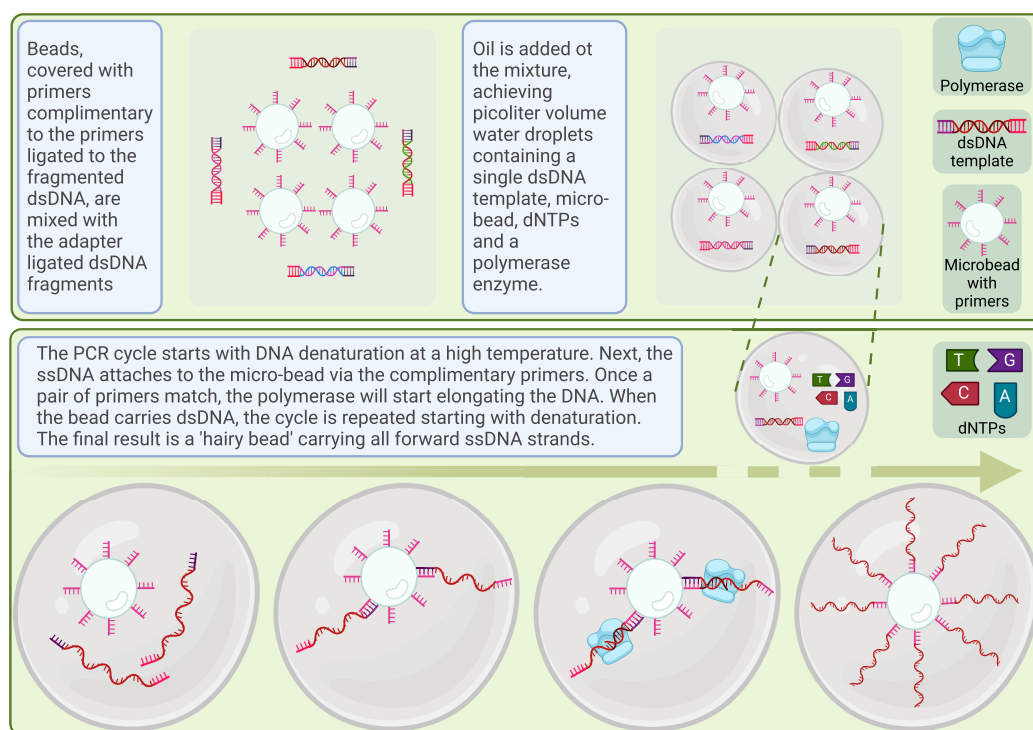 Beads,
covered with
primers
complimentary
to the primers
ligated to the
fragmented
dsDNA, are
mixed with
the adapter
ligated dsDNA
fragments
Oil is added ot
the mixture,
achieving
picoliter volume
water droplets
containing a
single dsDNA
template, micro-
bead, dNTPs
and a
polymerase
enzyme.
Polymerase
dsDNA
template
Microbead
with
primers
The PCR cycle starts with DNA denaturation at a high temperature. Next, the
ssDNA attaches to the micro-bead via the complimentary primers. Once a
pair of primers match, the polymerase will start elongating the DNA. When
the bead carries dsDNA, the cycle is repeated starting with denaturation.
The final result is a 'hairy bead' carrying all forward ssDNA strands.
T G
C A
T G
C A
dNTPs